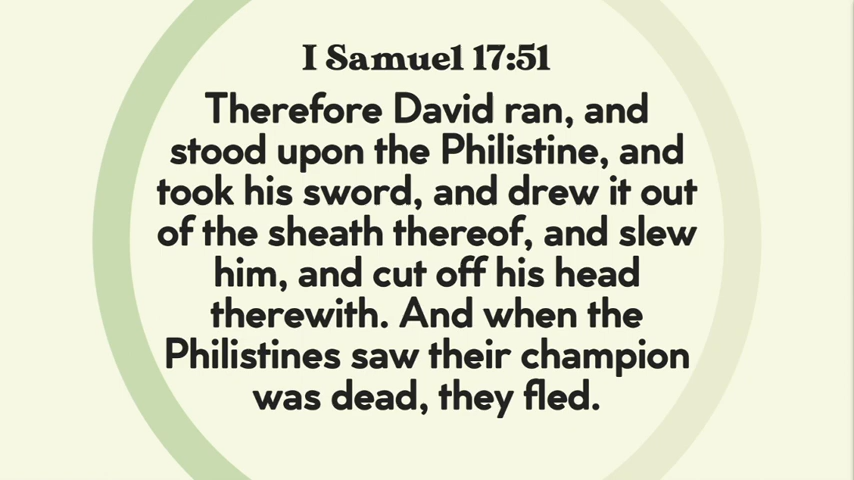 I Samuel 17:51
Therefore David ran, and
stood upon the Philistine, and
took his sword, and drew it out
of the sheath thereof, and slew
him, and cut off his head
therewith. And when the
Philistines saw their champion
was dead, they fled.